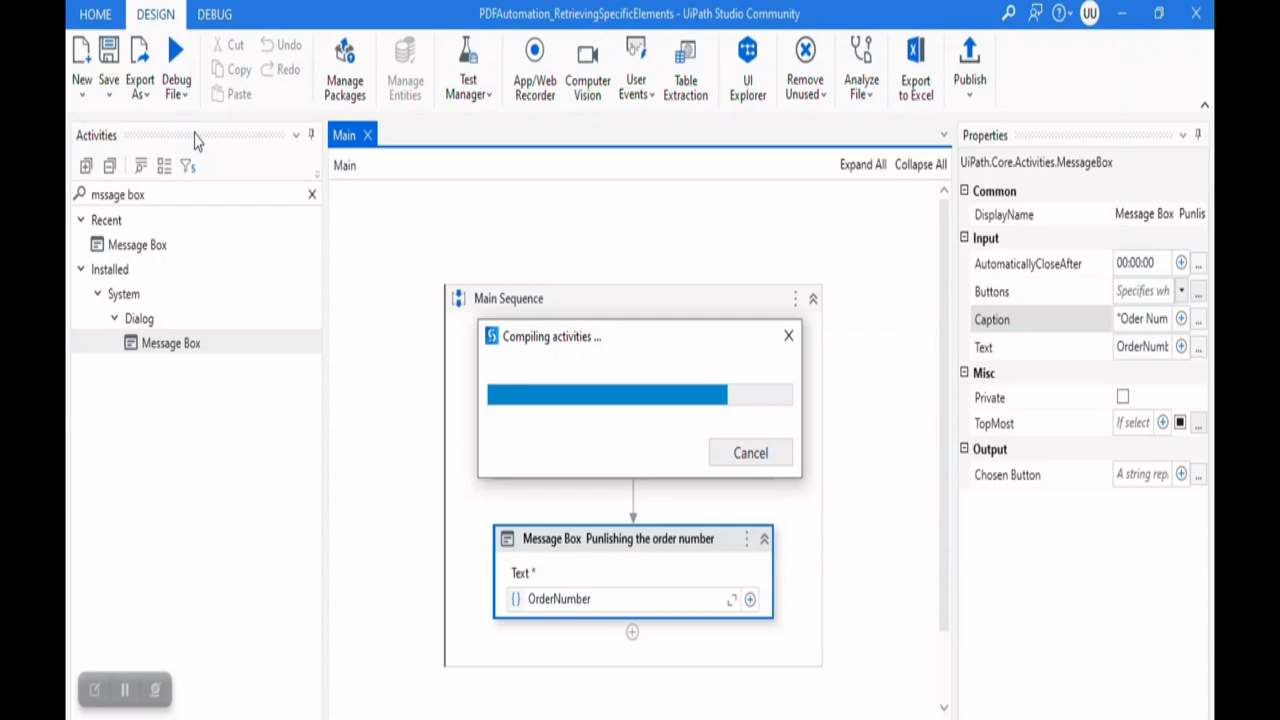 HOME DESIGN DEBUG PDFAutomation_RetrievingSpecificElements - UiPath Studio Community UU
New Save Export As Debug File Cut Copy Paste Undo Redo Manage Packages Manage Entities Test Manager App/Web Recorder Computer Vision User Events Table Extraction UI Explorer Remove Unused Analyze File Export to Excel Publish
Activities
5
mssage box
Recent
Message Box
Installed
System
Dialog
Message Box
Main
Main Expand All Collapse All
Main Sequence
Compiling activities ...
Cancel
Message Box Punlishing the order number
Text *
{} OrderNumber
Properties
UiPath.Core.Activities.MessageBox
Common
DisplayName Message Box Punlis
Input
AutomaticallyCloseAfter 00:00:00 ...
Buttons Specifies wh ...
Caption "Oder Num ...
Text OrderNumb ...
Misc
Private
TopMost If select ...
Output
Chosen Button A string rep. ...